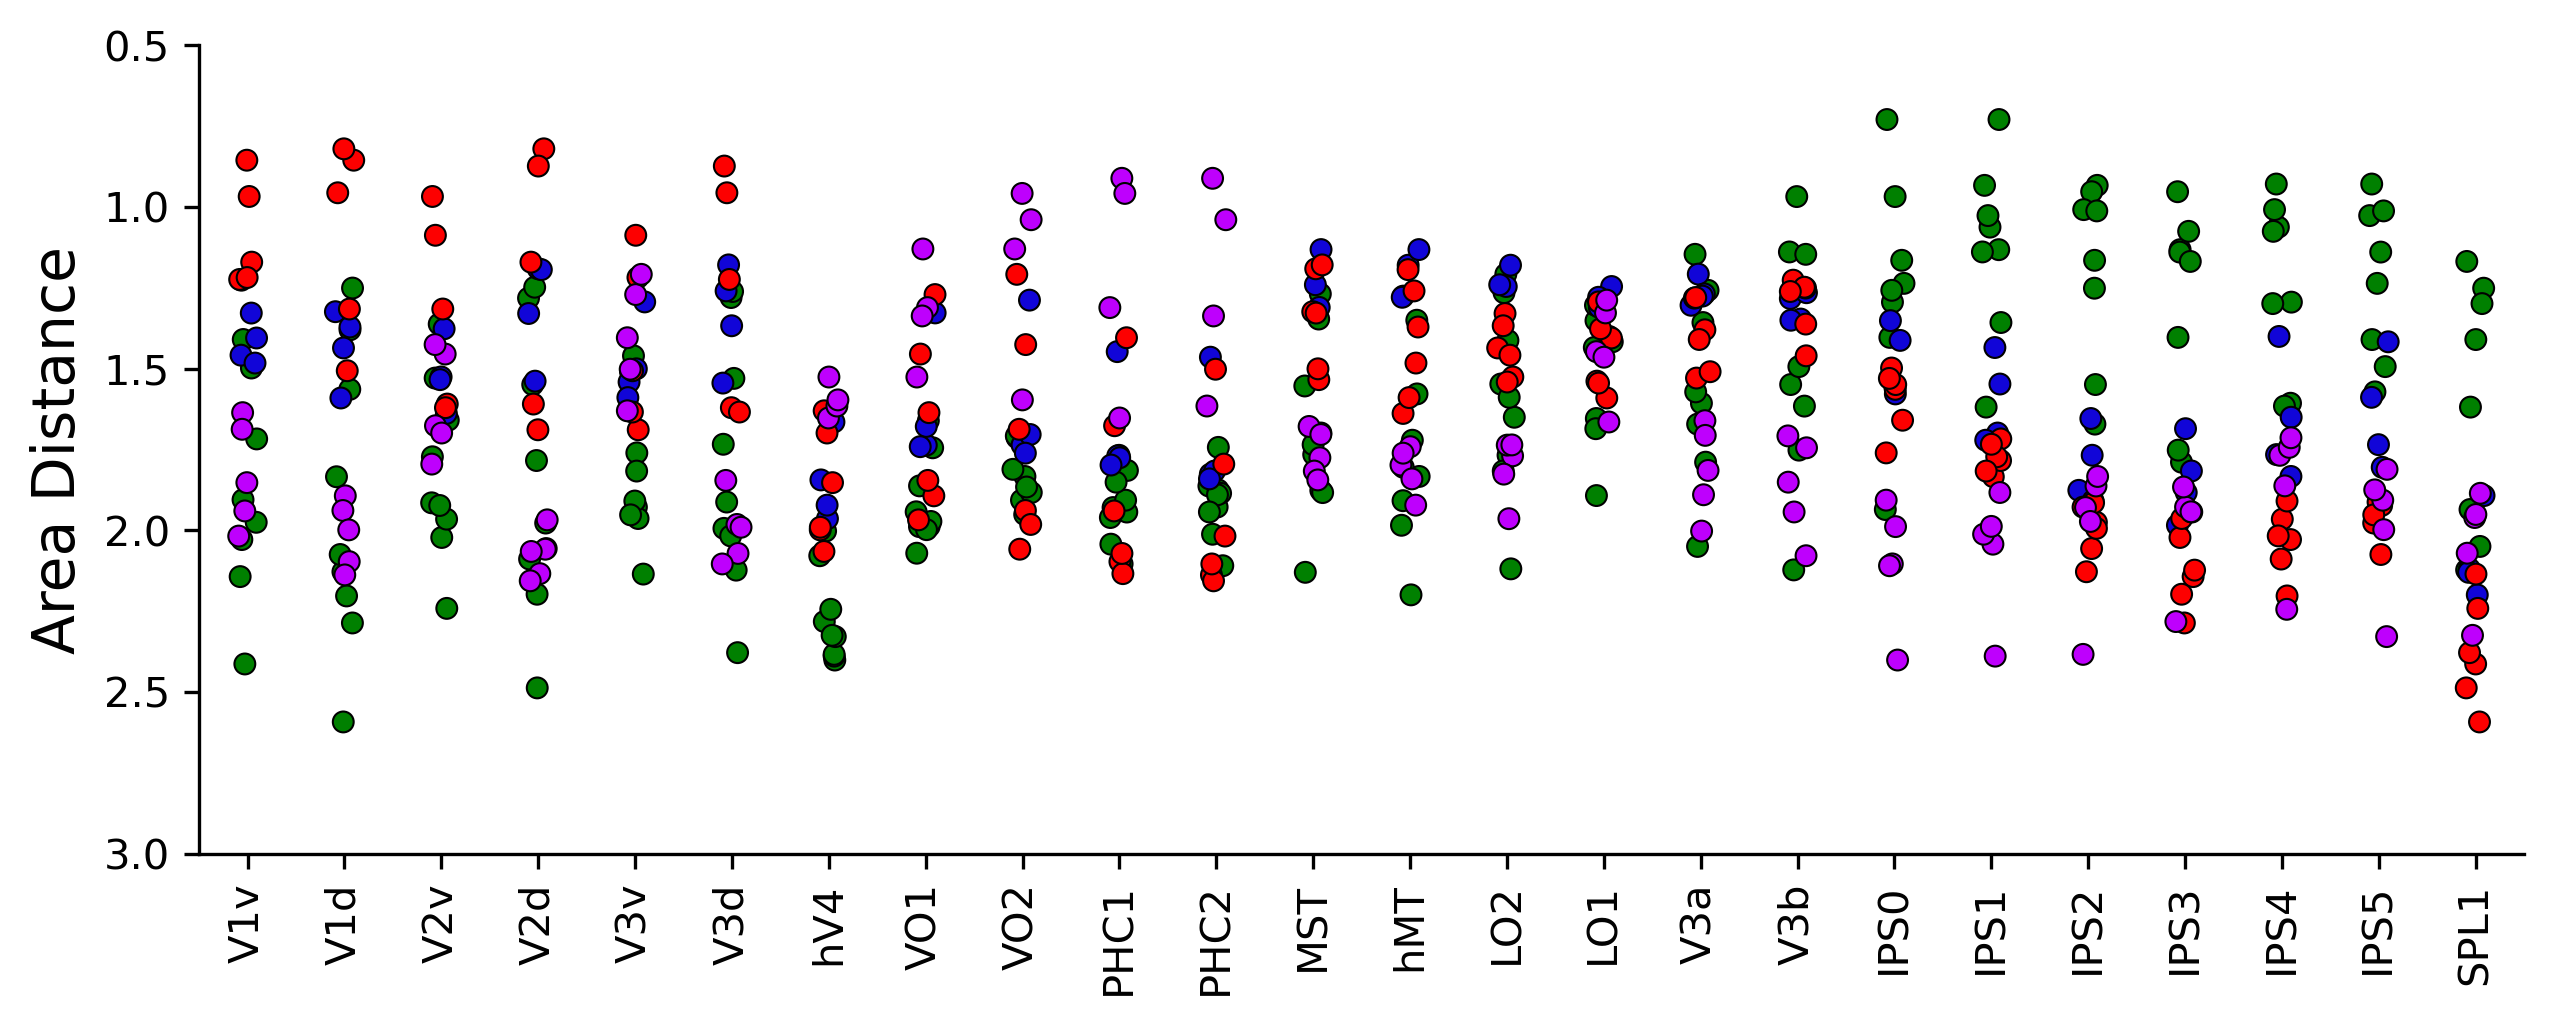 0.5
1.0
1.5
2.0
2.5
3.0
Area Distance
V1v
V1d
V2v
V2d
V3v
V3d
hV4
VO1
VO2
PHC1
PHC2
MST
hMT
LO2
LO1
V3a
V3b
IPS0
IPS1
IPS2
IPS3
IPS4
IPS5
SPL1